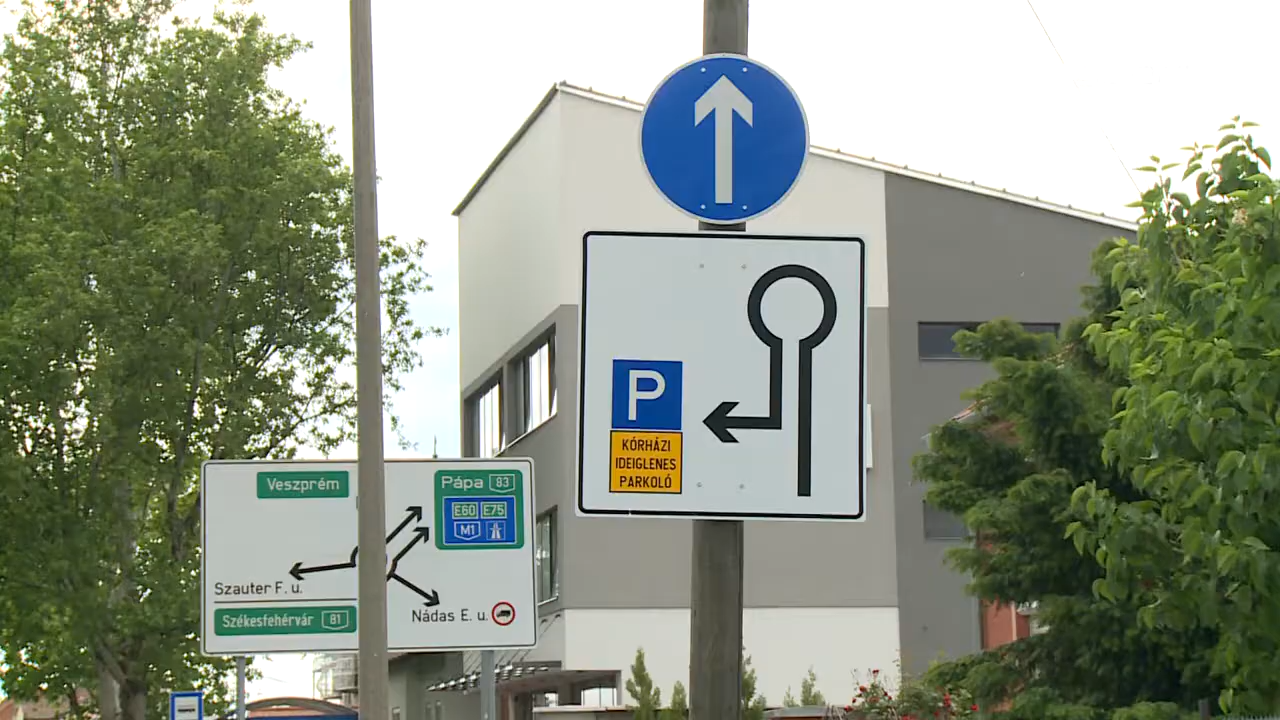 P
KÓRHÁZI
IDEIGLENES
PARKOLÓ
Veszprém
Pápa 83
E60 E75
M1
Szauter F. u.
Székesfehérvár 81
Nádas E. u.